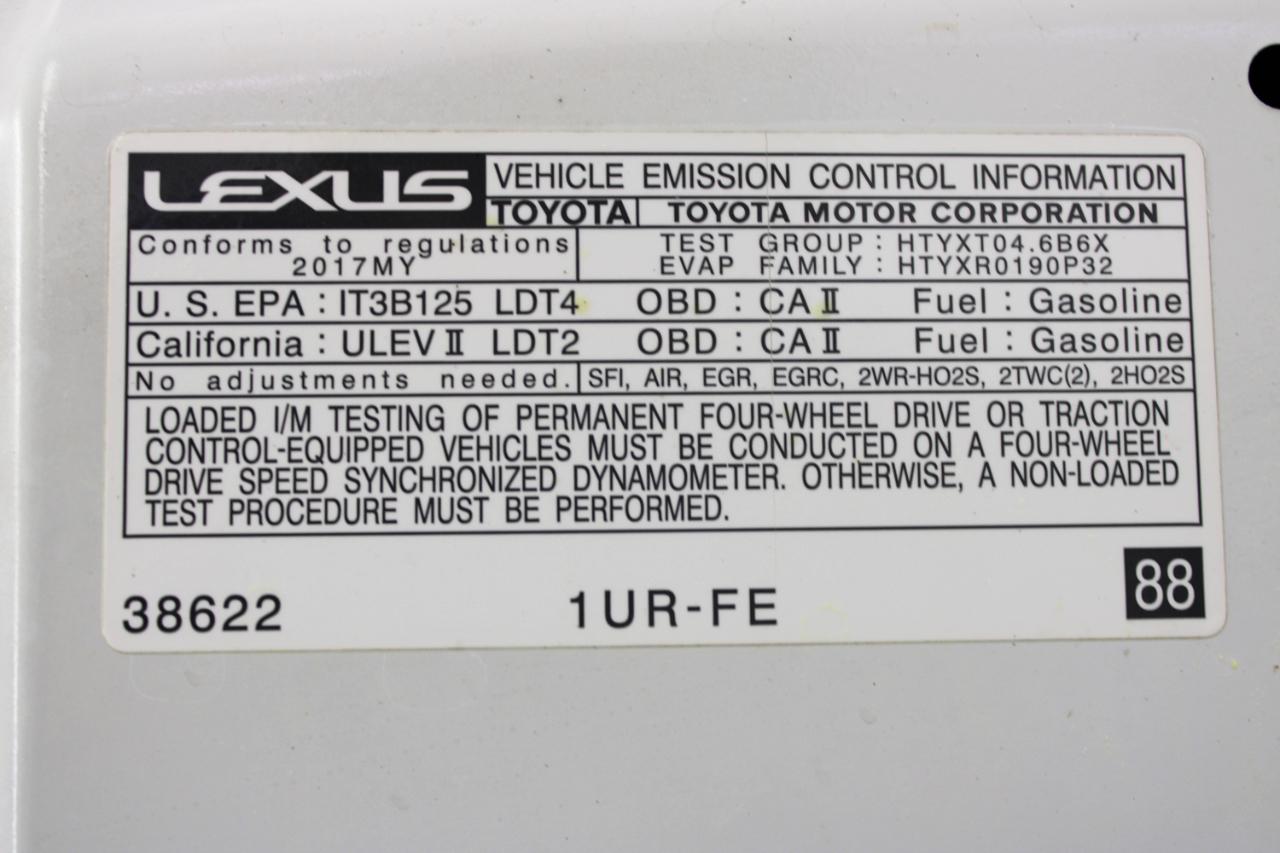 LEXUS VEHICLE EMISSION CONTROL INFORMATION
TOYOTA TOYOTA MOTOR CORPORATION
Conforms to regulations
2017MY
TEST GROUP : HTYXT04.6B6X
EVAP FAMILY : HTYXR0190P32
U. S. EPA : IT3B125 LDT4 OBD : CA II Fuel : Gasoline
California : ULEV II LDT2 OBD : CA II Fuel : Gasoline
No adjustments needed. SFI, AIR, EGR, EGRC, 2WR-HO2S, 2TWC(2), 2HO2S
LOADED I/M TESTING OF PERMANENT FOUR-WHEEL DRIVE OR TRACTION
CONTROL-EQUIPPED VEHICLES MUST BE CONDUCTED ON A FOUR-WHEEL
DRIVE SPEED SYNCHRONIZED DYNAMOMETER. OTHERWISE, A NON-LOADED
TEST PROCEDURE MUST BE PERFORMED.
38622 1UR-FE 88